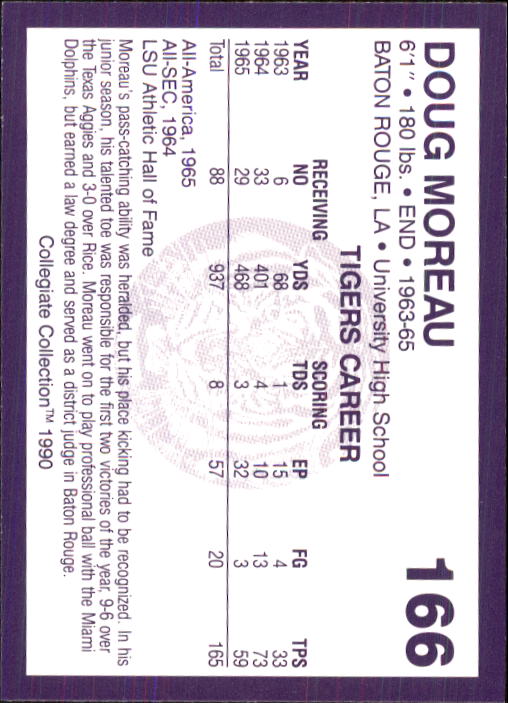 DOUG MOREAU 166
6'1" • 180 lbs. • END • 1963-65
BATON ROUGE, LA • University High School
TIGERS CAREER
RECEIVING SCORING
YEAR NO YDS TDS EP FG TPS
1963 6 68 1 15 4 33
1964 33 401 4 10 13 73
1965 29 468 3 32 3 59
Total 88 937 8 57 20 165
All-America, 1965
All-SEC, 1964
LSU Athletic Hall of Fame
Moreau's pass-catching ability was heralded, but his place kicking had to be recognized. In his
junior season, his talented toe was responsible for the first two victories of the year, 9-6 over
the Texas Aggies and 3-0 over Rice. Moreau went on to play professional ball with the Miami
Dolphins, but earned a law degree and served as a district judge in Baton Rouge.
Collegiate Collection™ 1990